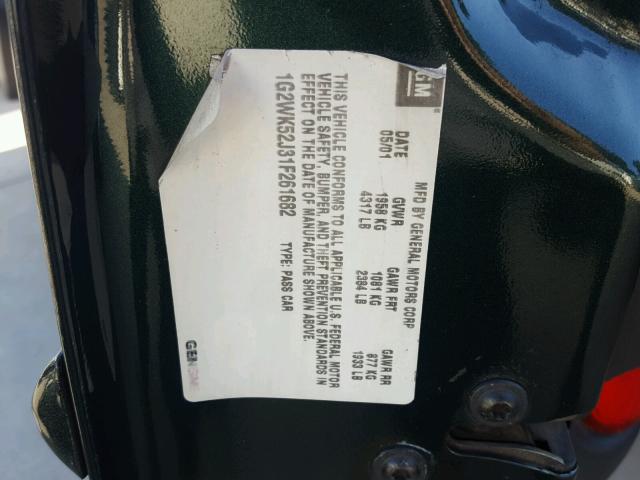 GM
MFD BY GENERAL MOTORS CORP
DATE GVWR GAWR FRT GAWR RR
05/01 1958 KG 1081 KG 877 KG
4317 LB 2384 LB 1933 LB
THIS VEHICLE CONFORMS TO ALL APPLICABLE U.S. FEDERAL MOTOR
VEHICLE SAFETY, BUMPER, AND THEFT PREVENTION STANDARDS IN
EFFECT ON THE DATE OF MANUFACTURE SHOWN ABOVE.
1G2WK52J31F261682 TYPE: PASS CAR